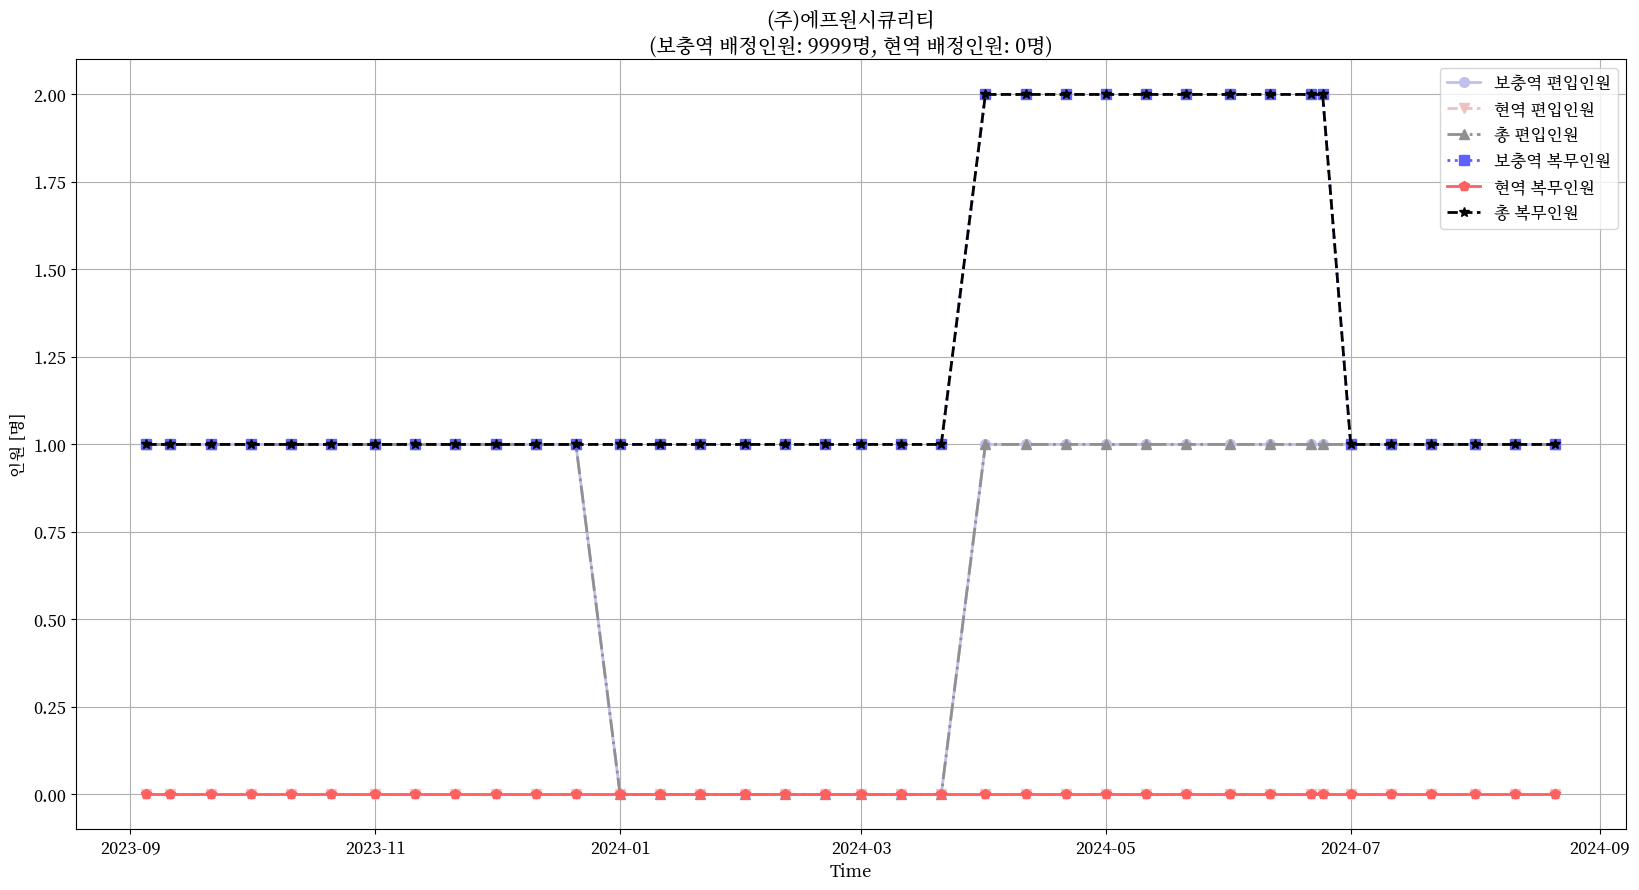 (주)에프원시큐리티
(보충역 배정인원: 9999명, 현역 배정인원: 0명)
보충역 편입인원
현역 편입인원
총 편입인원
보충역 복무인원
현역 복무인원
총 복무인원
인원 [명]
2.00
1.75
1.50
1.25
1.00
0.75
0.50
0.25
0.00
2023-09
2023-11
2024-01
2024-03
2024-05
2024-07
2024-09
Time